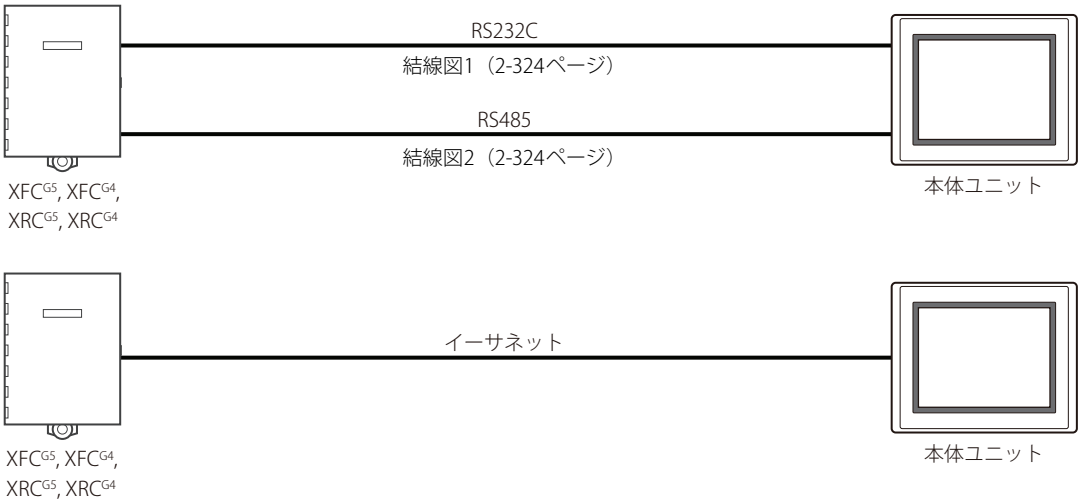 RS232C
結線図1（2-324ページ）
RS485
結線図2（2-324ページ）
XFCG5, XFCG4,
XRCG5, XRCG4
本体ユニット
イーサネット
XFCG5, XFCG4,
XRCG5, XRCG4
本体ユニット